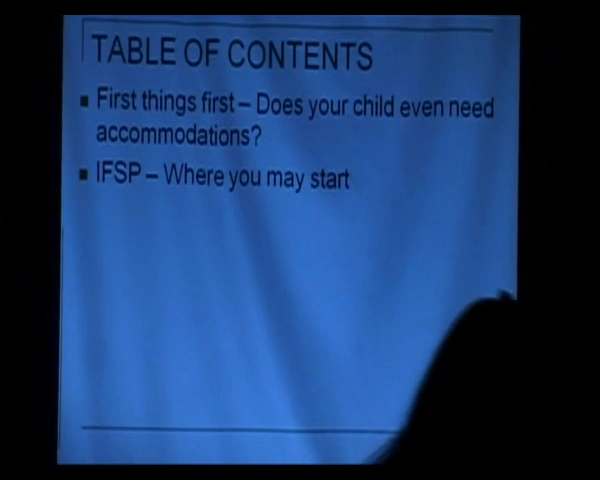 TABLE OF CONTENTS
First things first – Does your child even need
accommodations?
IFSP – Where you may start